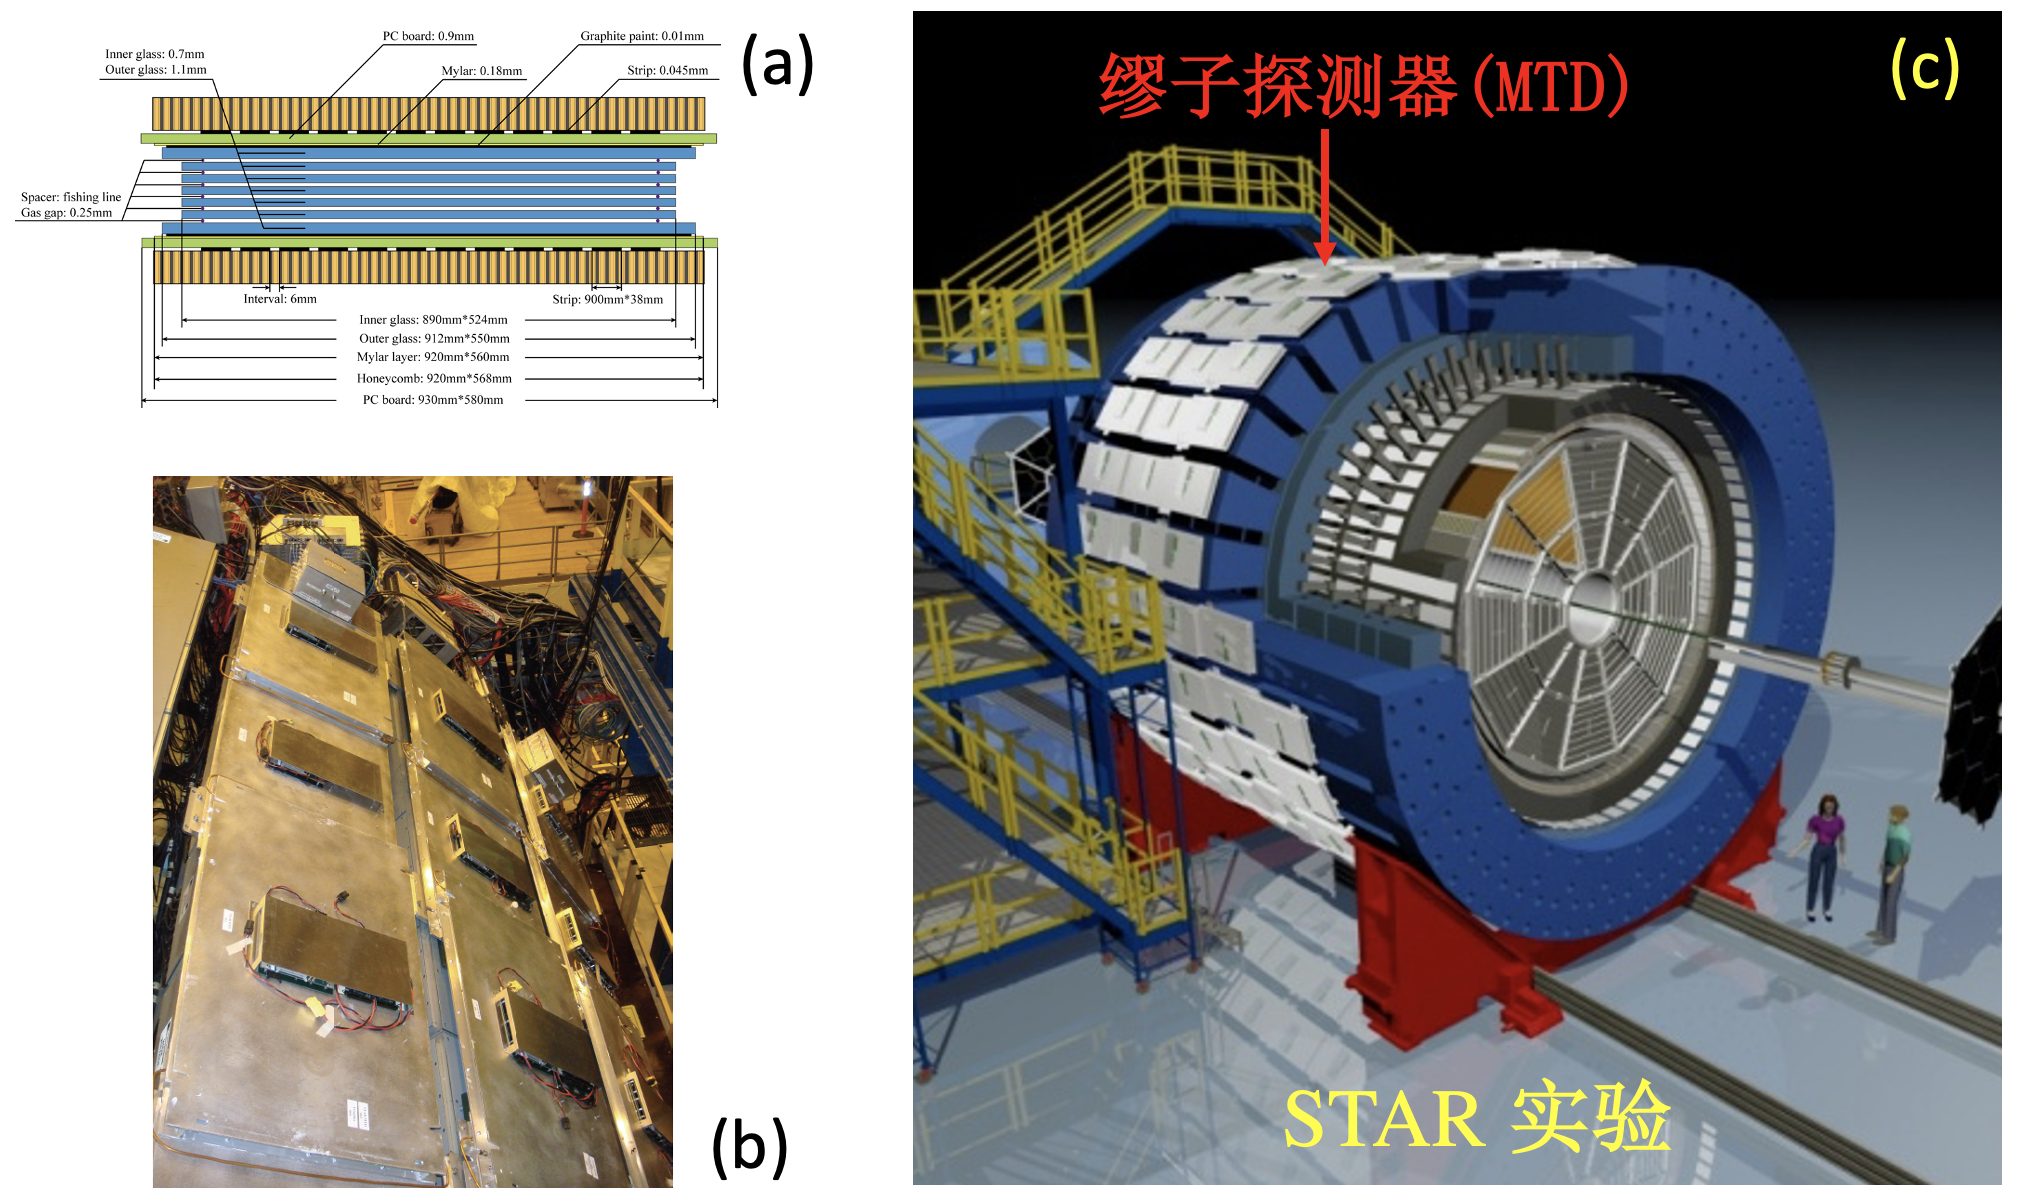 (a)
PC board: 0.9mm
Graphite paint: 0.01mm
Inner glass: 0.7mm
Outer glass: 1.1mm
Mylar: 0.18mm
Strip: 0.045mm
Spacer: fishing line
Gas gap: 0.25mm
Interval: 6mm
Strip: 900mm*38mm
Inner glass: 890mm*524mm
Outer glass: 912mm*550mm
Mylar layer: 920mm*560mm
Honeycomb: 920mm*568mm
PC board: 930mm*580mm
(b)
(c)
缪子探测器(MTD)
STAR 实验